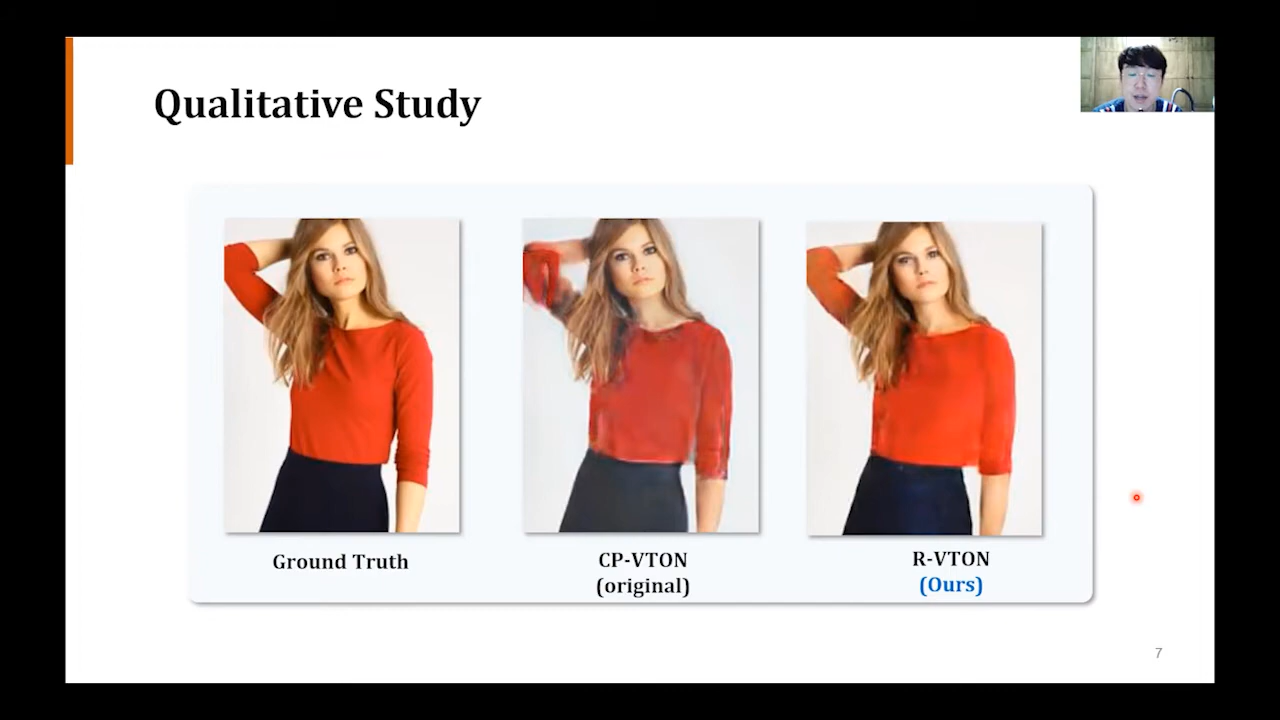 Qualitative Study
Ground Truth
CP-VTON
(original)
R-VTON
(Ours)
7